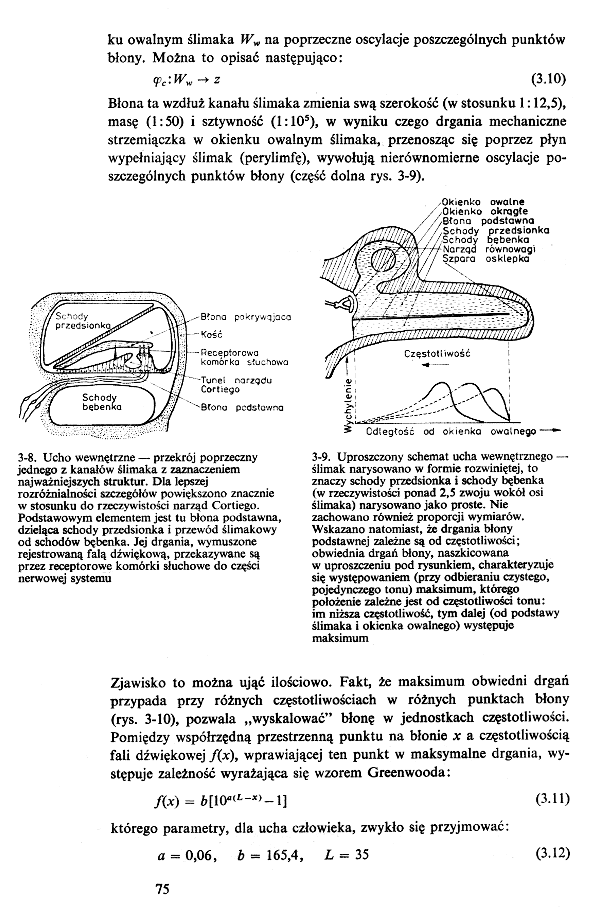 ku owalnym ślimaka W_w na poprzeczne oscylacje poszczególnych punktów
błony. Można to opisać następująco:
φ_c: W_w → z (3.10)
Błona ta wzdłuż kanału ślimaka zmienia swą szerokość (w stosunku 1 : 12,5),
masę (1:50) i sztywność (1:10⁵), w wyniku czego drgania mechaniczne
strzemiączka w okienku owalnym ślimaka, przenosząc się poprzez płyn
wypełniający ślimak (perylimfę), wywołują nierównomierne oscylacje po-
szczególnych punktów błony (część dolna rys. 3-9).
Schody
przedsionka
Schody
bębenka
Błona pokrywająca
Kość
Receptorowa
komórka słuchowa
Tunel narządu
Cortiego
Błona podstawna
3-8. Ucho wewnętrzne — przekrój poprzeczny
jednego z kanałów ślimaka z zaznaczeniem
najważniejszych struktur. Dla lepszej
rozróżnialności szczegółów powiększono znacznie
w stosunku do rzeczywistości narząd Cortiego.
Podstawowym elementem jest tu błona podstawna,
dzieląca schody przedsionka i przewód ślimakowy
od schodów bębenka. Jej drgania, wymuszone
rejestrowaną falą dźwiękową, przekazywane są
przez receptorowe komórki słuchowe do części
nerwowej systemu
Okienko owalne
Okienko okrągłe
Błona podstawna
Schody przedsionka
Schody bębenka
Narząd równowagi
Szpara osklepka
Częstotliwość
Wychylenie
Odległość od okienka owalnego
3-9. Uproszczony schemat ucha wewnętrznego —
ślimak narysowano w formie rozwiniętej, to
znaczy schody przedsionka i schody bębenka
(w rzeczywistości ponad 2,5 zwoju wokół osi
ślimaka) narysowano jako proste. Nie
zachowano również proporcji wymiarów.
Wskazano natomiast, że drgania błony
podstawnej zależne są od częstotliwości;
obwiednia drgań błony, naszkicowana
w uproszczeniu pod rysunkiem, charakteryzuje
się występowaniem (przy odbieraniu czystego,
pojedynczego tonu) maksimum, którego
położenie zależne jest od częstotliwości tonu:
im niższa częstotliwość, tym dalej (od podstawy
ślimaka i okienka owalnego) występuje
maksimum
Zjawisko to można ująć ilościowo. Fakt, że maksimum obwiedni drgań
przypada przy różnych częstotliwościach w różnych punktach błony
(rys. 3-10), pozwala „wyskalować” błonę w jednostkach częstotliwości.
Pomiędzy współrzędną przestrzenną punktu na błonie x a częstotliwością
fali dźwiękowej f(x), wprawiającej ten punkt w maksymalne drgania, wy-
stępuje zależność wyrażająca się wzorem Greenwooda:
f(x) = b[10^{a(L−x)}−1] (3.11)
którego parametry, dla ucha człowieka, zwykło się przyjmować:
a = 0,06, b = 165,4, L = 35 (3.12)
75